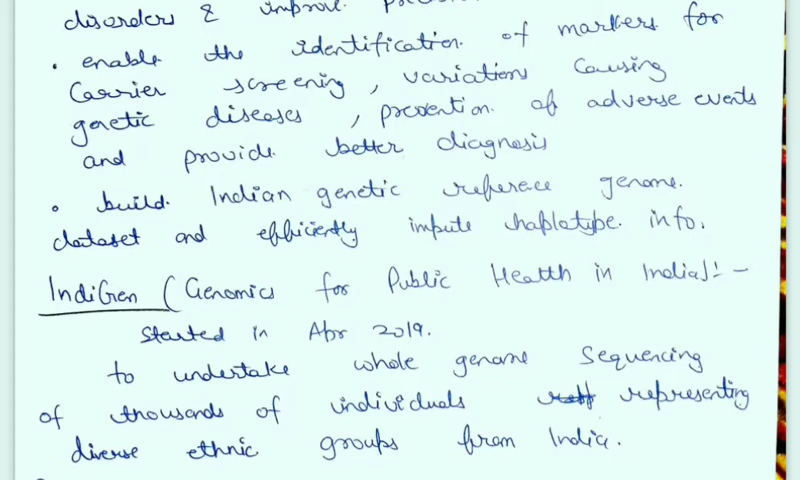 disorders & improve
• enable the identification of markers for
Carrier screening, variations causing
genetic diseases, prevention of adverse events
and provide better diagnosis
• build Indian genetic reference genome
dataset and efficiently impute haplotype info.
IndiGen (Genomics for Public Health in India):-
Started in Apr 2019.
to undertake whole genome sequencing
of thousands of individuals representing
diverse ethnic groups from India.